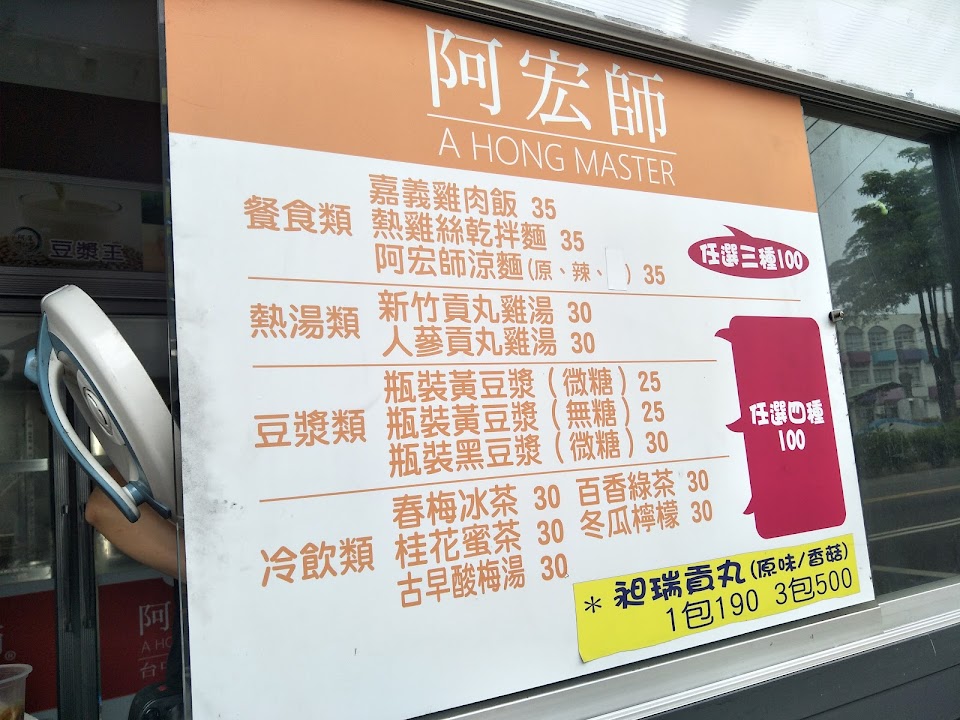 阿宏師
A HONG MASTER
餐食類
嘉義雞肉飯 35
熱雞絲乾拌麵 35
阿宏師涼麵(原、辣、 ) 35
任選三種100
熱湯類
新竹貢丸雞湯 30
人蔘貢丸雞湯 30
豆漿類
瓶裝黃豆漿(微糖) 25
瓶裝黃豆漿(無糖) 25
瓶裝黑豆漿(微糖) 30
任選四種
100
冷飲類
春梅冰茶 30 百香綠茶 30
桂花蜜茶 30 冬瓜檸檬 30
古早酸梅湯 30
* 昶瑞貢丸(原味/香菇)
1包190 3包500
豆漿王
阿
A HO
台中